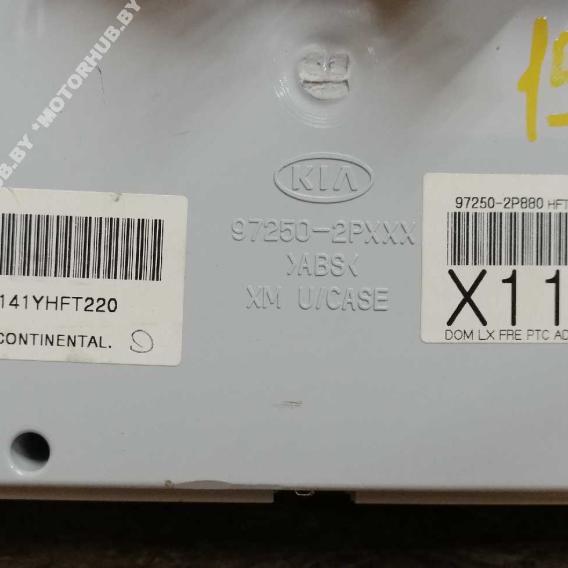 MOTORHUB.BY *MOTORHUB.BY
KIA
97250-2PXXX
>ABS<
XM U/CASE
141YHFT220
CONTINENTAL.
97250-2P880 HFT
X11
DOM LX FRE PTC AD